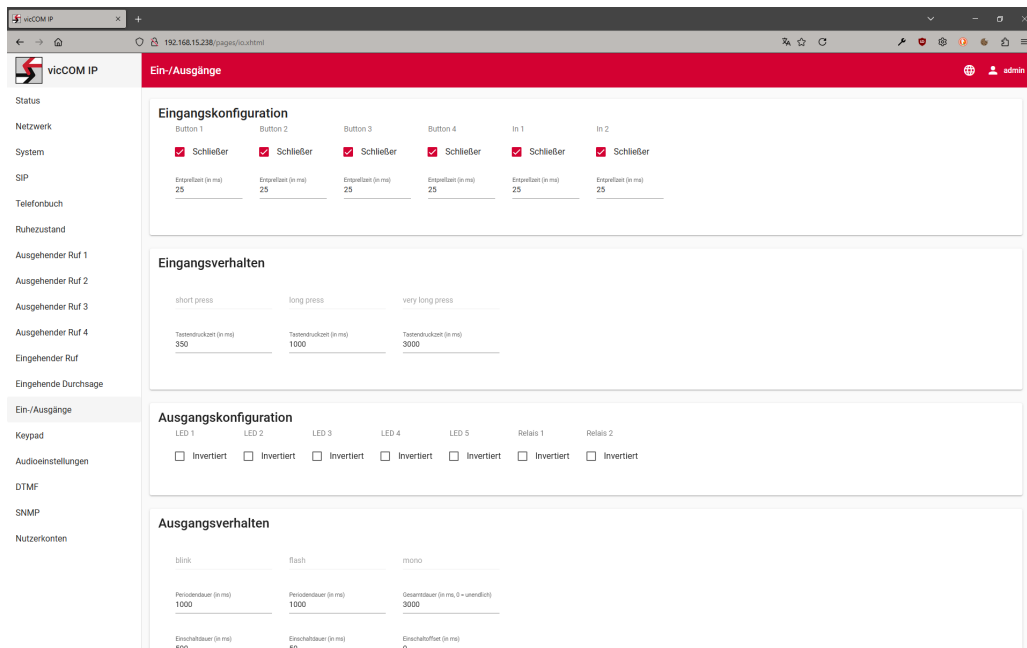 vicCOM IP
192.168.15.238/pages/io.xhtml
vicCOM IP
Ein-/Ausgänge
admin
Status
Netzwerk
System
SIP
Telefonbuch
Ruhezustand
Ausgehender Ruf 1
Ausgehender Ruf 2
Ausgehender Ruf 3
Ausgehender Ruf 4
Eingehender Ruf
Eingehende Durchsage
Ein-/Ausgänge
Keypad
Audioeinstellungen
DTMF
SNMP
Nutzerkonten
Eingangskonfiguration
Button 1 Button 2 Button 3 Button 4 In 1 In 2
Schließer Schließer Schließer Schließer Schließer Schließer
Entprellzeit (in ms) Entprellzeit (in ms) Entprellzeit (in ms) Entprellzeit (in ms) Entprellzeit (in ms) Entprellzeit (in ms)
25 25 25 25 25 25
Eingangsverhalten
short press long press very long press
Tastendruckzeit (in ms) Tastendruckzeit (in ms) Tastendruckzeit (in ms)
350 1000 3000
Ausgangskonfiguration
LED 1 LED 2 LED 3 LED 4 LED 5 Relais 1 Relais 2
Invertiert Invertiert Invertiert Invertiert Invertiert Invertiert Invertiert
Ausgangsverhalten
blink flash mono
Periodendauer (in ms) Periodendauer (in ms) Gesamtdauer (in ms, 0 = unendlich)
1000 1000 3000
Einschaltdauer (in ms) Einschaltdauer (in ms) Einschaltoffset (in ms)
500 50 0